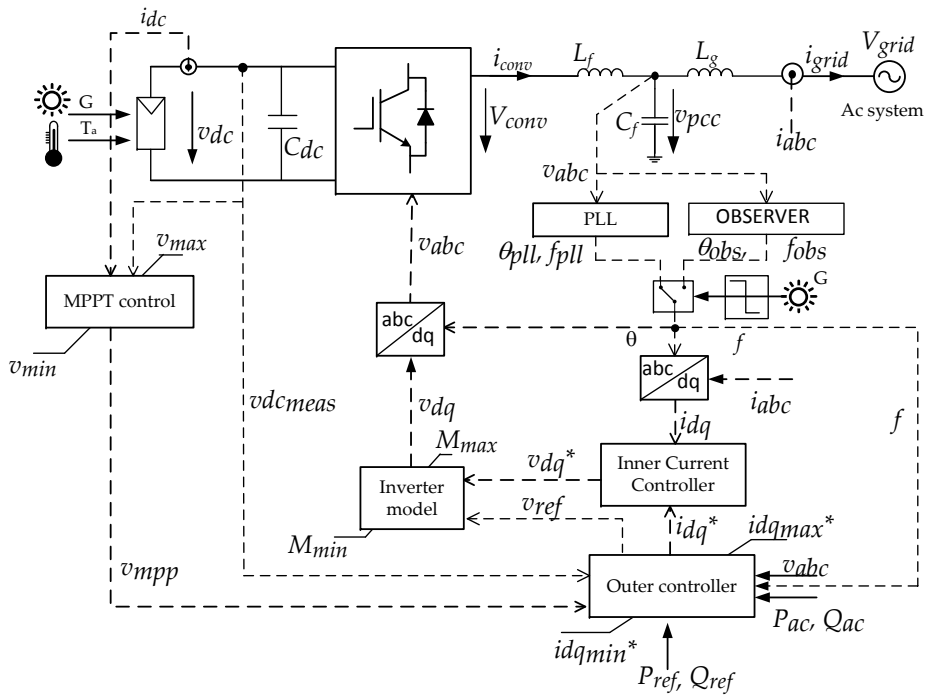 idc
G
Ta
vdc
Cdc
iconv
Vconv
Lf
Lg
Cf
vpcc
igrid
Vgrid
Ac system
iabc
vabc
PLL
OBSERVER
θpll, fpll
θobs, fobs
G
vmax
MPPT control
vmin
vabc
abc
dq
θ
f
abc
dq
iabc
idq
f
vdcmeas
vdq
Mmax
Inverter model
Mmin
vdq*
vref
Inner Current
Controller
idq*
idqmax*
vabc
Outer controller
Pac, Qac
idqmin*
Pref, Qref
vmpp